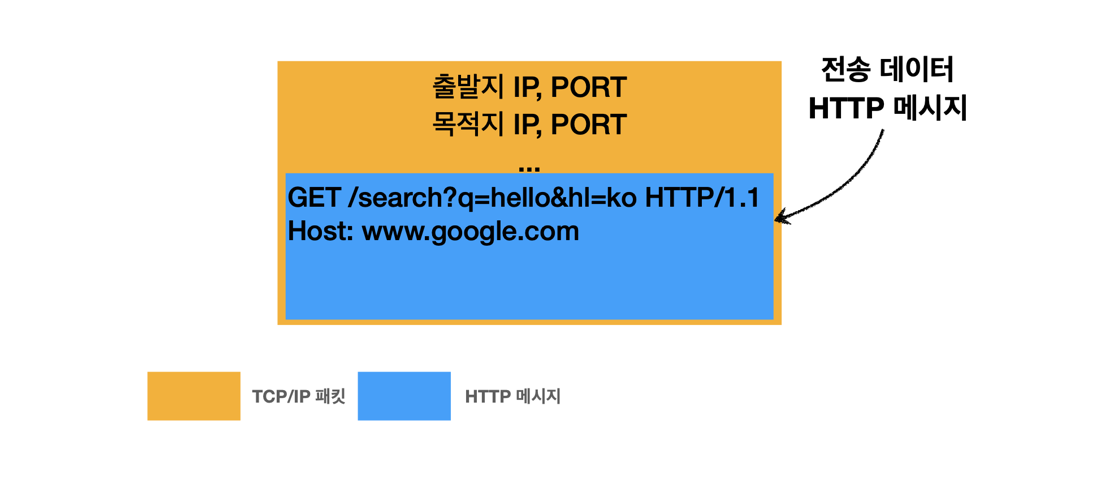 출발지 IP, PORT
목적지 IP, PORT
...
GET /search?q=hello&hl=ko HTTP/1.1
Host: www.google.com
전송 데이터
HTTP 메시지
TCP/IP 패킷
HTTP 메시지